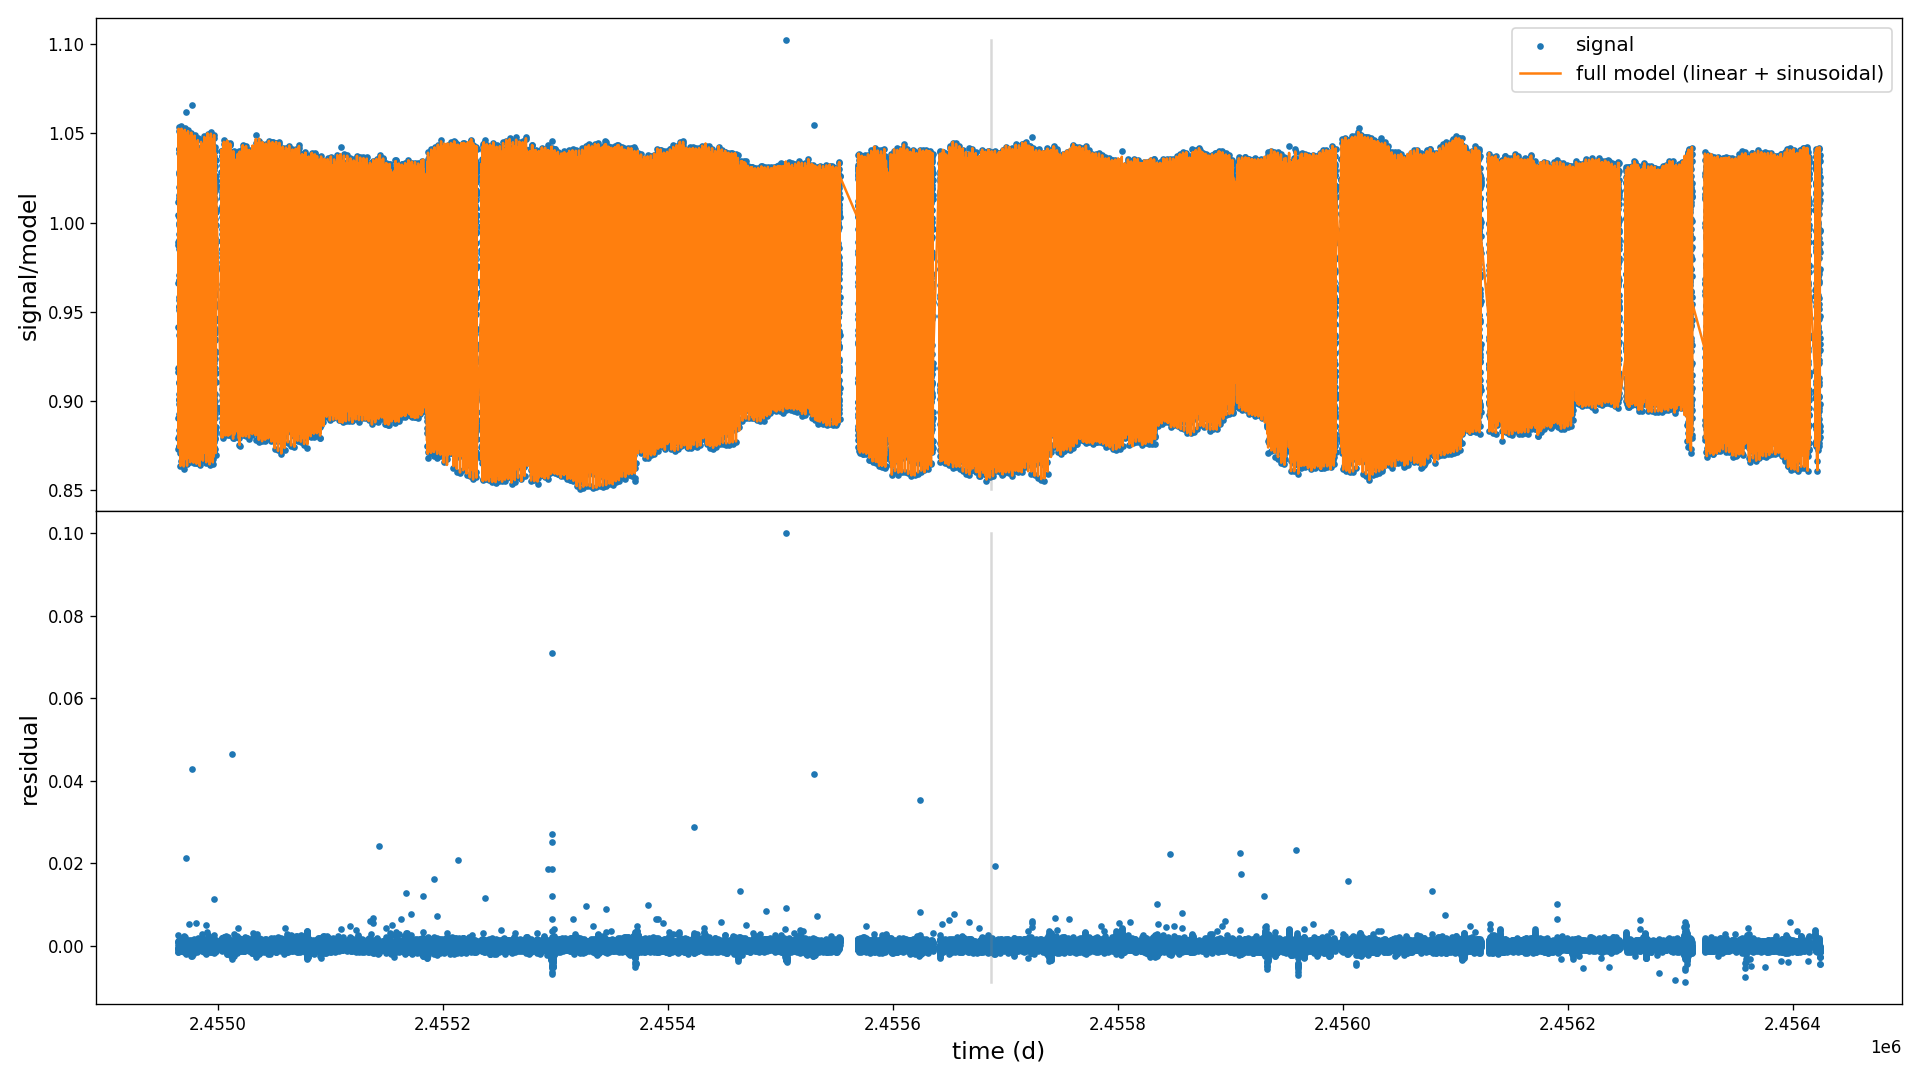 signal
full model (linear + sinusoidal)
signal/model
1.10
1.05
1.00
0.95
0.90
0.85
residual
0.10
0.08
0.06
0.04
0.02
0.00
2.4550 2.4552 2.4554 2.4556 2.4558 2.4560 2.4562 2.4564
1e6
time (d)